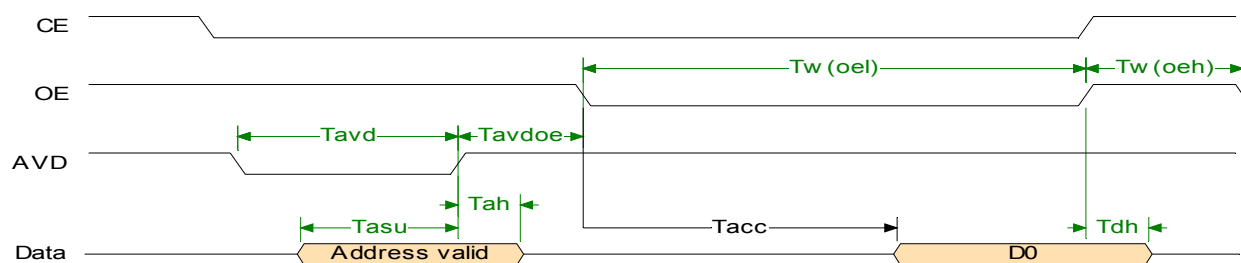 CE
Tw (oel) Tw (oeh)
OE
Tavd Tavdoe
AVD
Tah
Tasu Tacc Tdh
Data Address valid D0